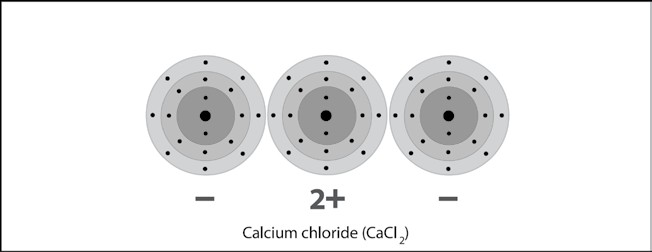 − 2+ −
Calcium chloride (CaCl₂)